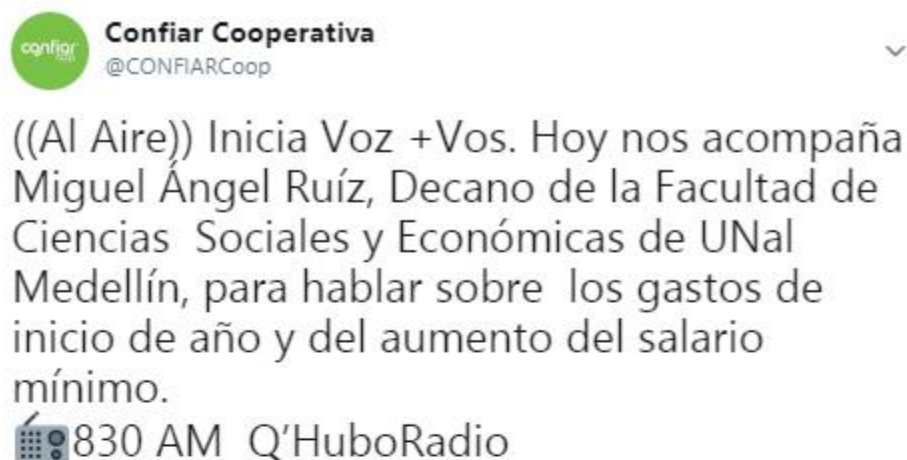 confiar
coop
Confiar Cooperativa
@CONFIARCoop
((Al Aire)) Inicia Voz +Vos. Hoy nos acompaña
Miguel Ángel Ruíz, Decano de la Facultad de
Ciencias  Sociales y Económicas de UNal
Medellín, para hablar sobre  los gastos de
inicio de año y del aumento del salario
mínimo.
📻830 AM  Q’HuboRadio